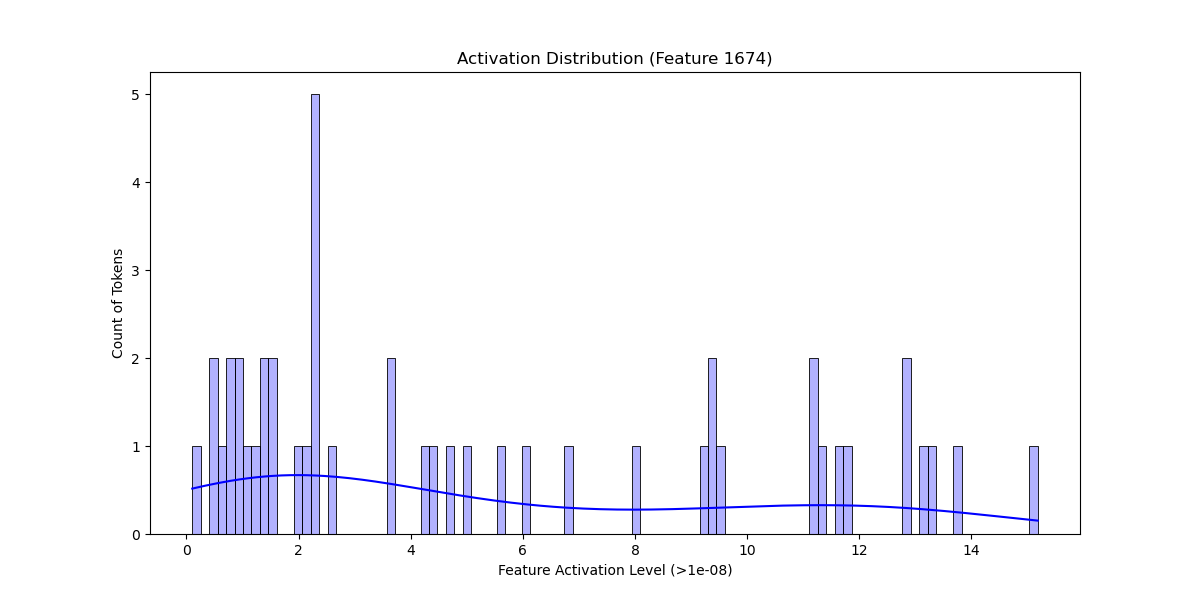 Activation Distribution (Feature 1674)
5
4
3
2
1
0
Count of Tokens
0 2 4 6 8 10 12 14
Feature Activation Level (>1e-08)